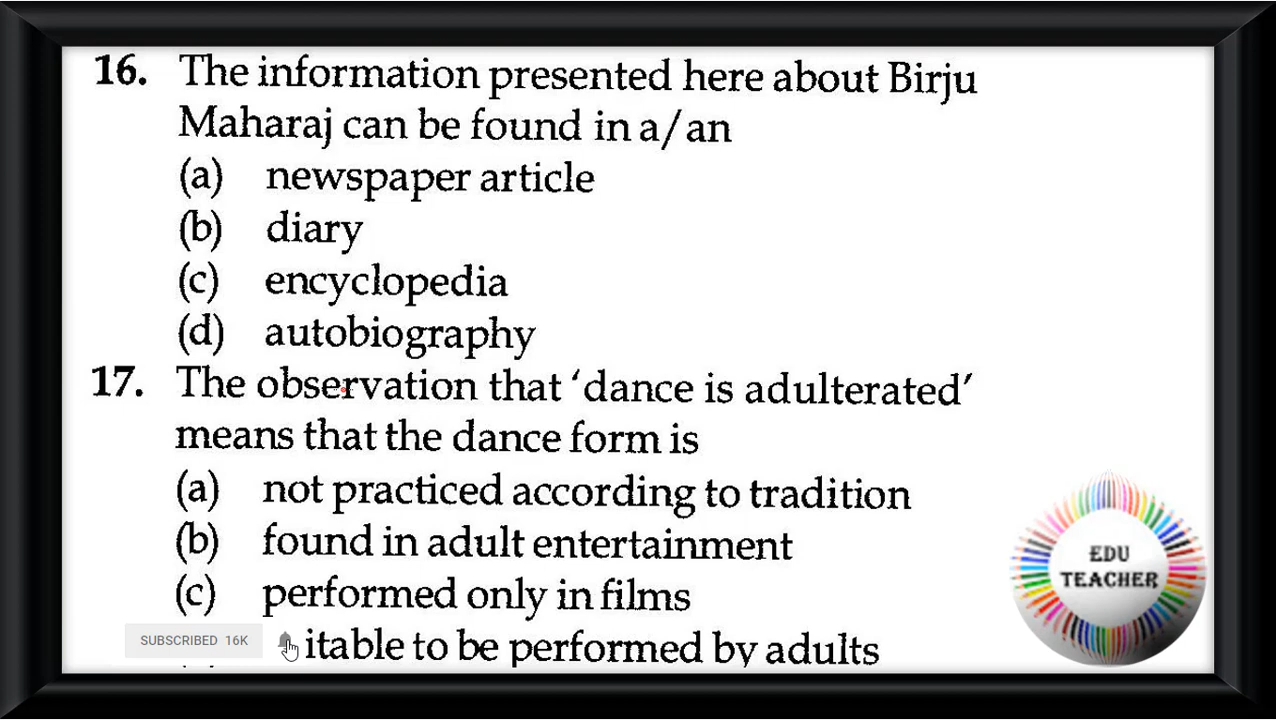 16. The information presented here about Birju
Maharaj can be found in a/an
(a) newspaper article
(b) diary
(c) encyclopedia
(d) autobiography
17. The observation that ‘dance is adulterated’
means that the dance form is
(a) not practiced according to tradition
(b) found in adult entertainment
(c) performed only in films
itable to be performed by adults
SUBSCRIBED 16K
EDU
TEACHER